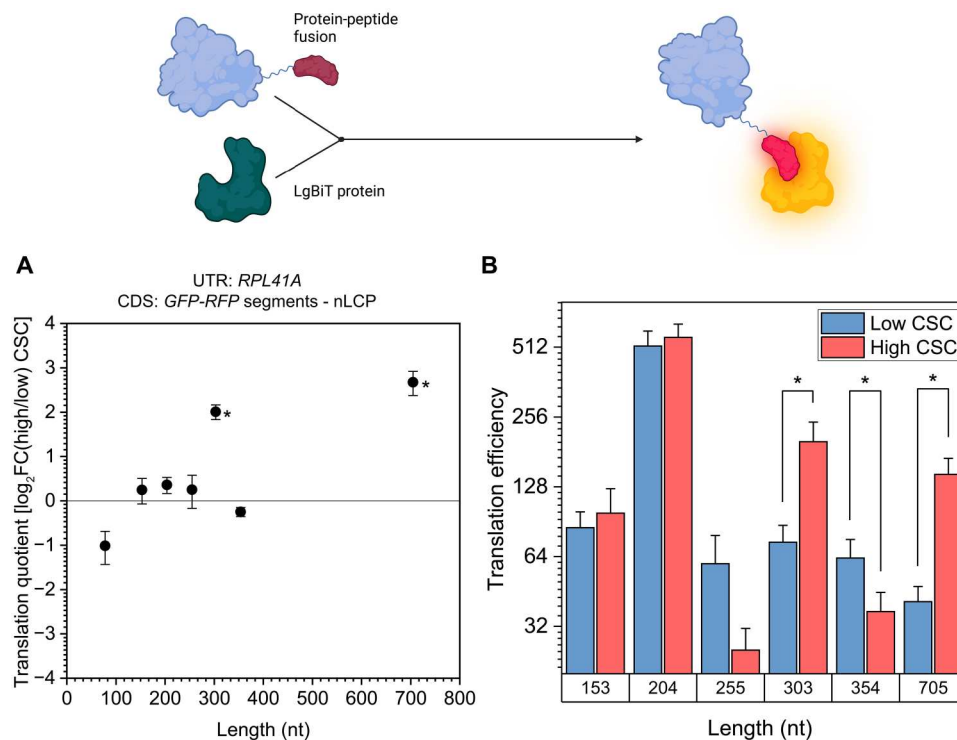 Protein-peptide
fusion
LgBiT protein
A
UTR: RPL41A
CDS: GFP-RFP segments - nLCP
Translation quotient [log₂FC(high/low) CSC]
4
3
2
1
0
−1
−2
−3
−4
*
*
0 100 200 300 400 500 600 700 800
Length (nt)
B
Translation efficiency
512
256
128
64
32
Low CSC
High CSC
* * *
153 204 255 303 354 705
Length (nt)